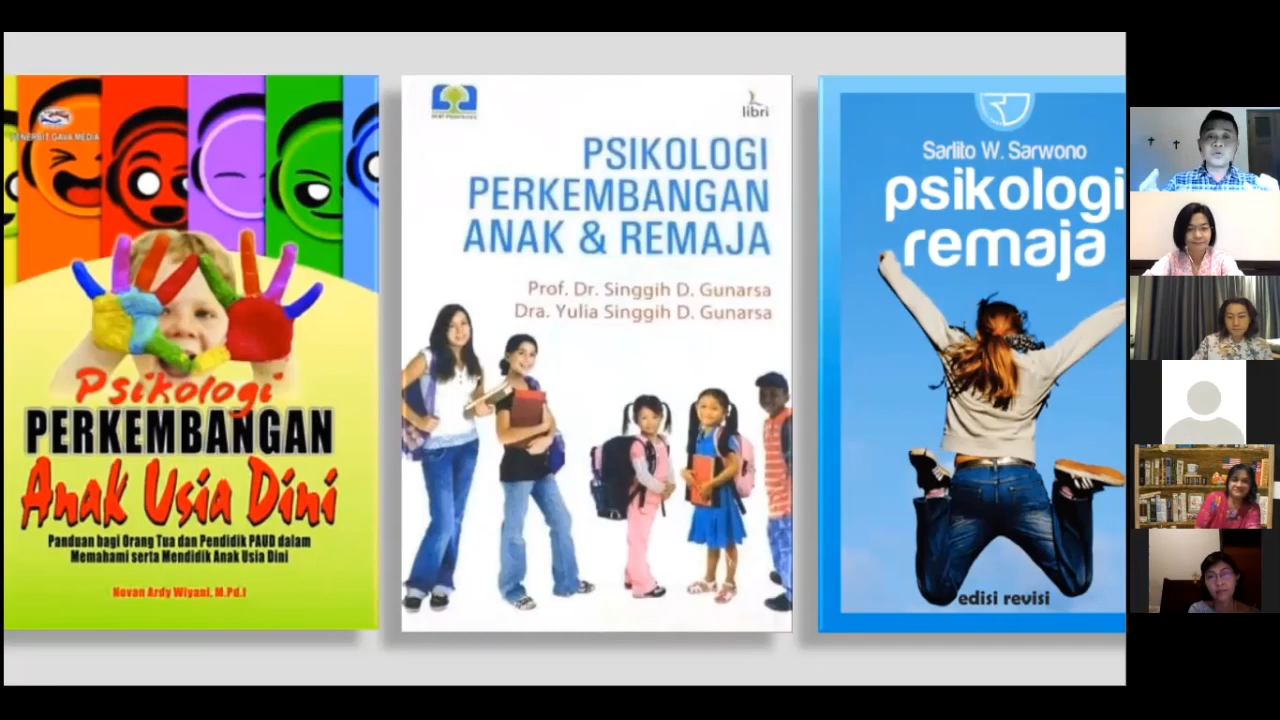 PENERBIT GAVA MEDIA
Psikologi
PERKEMBANGAN
Anak Usia Dini
Panduan bagi Orang Tua dan Pendidik PAUD dalam
Memahami serta Mendidik Anak Usia Dini
Novan Ardy Wiyani, M.Pd.I
libri
PSIKOLOGI
PERKEMBANGAN
ANAK & REMAJA
Prof. Dr. Singgih D. Gunarsa
Dra. Yulia Singgih D. Gunarsa
Sarlito W. Sarwono
psikologi
remaja
edisi revisi